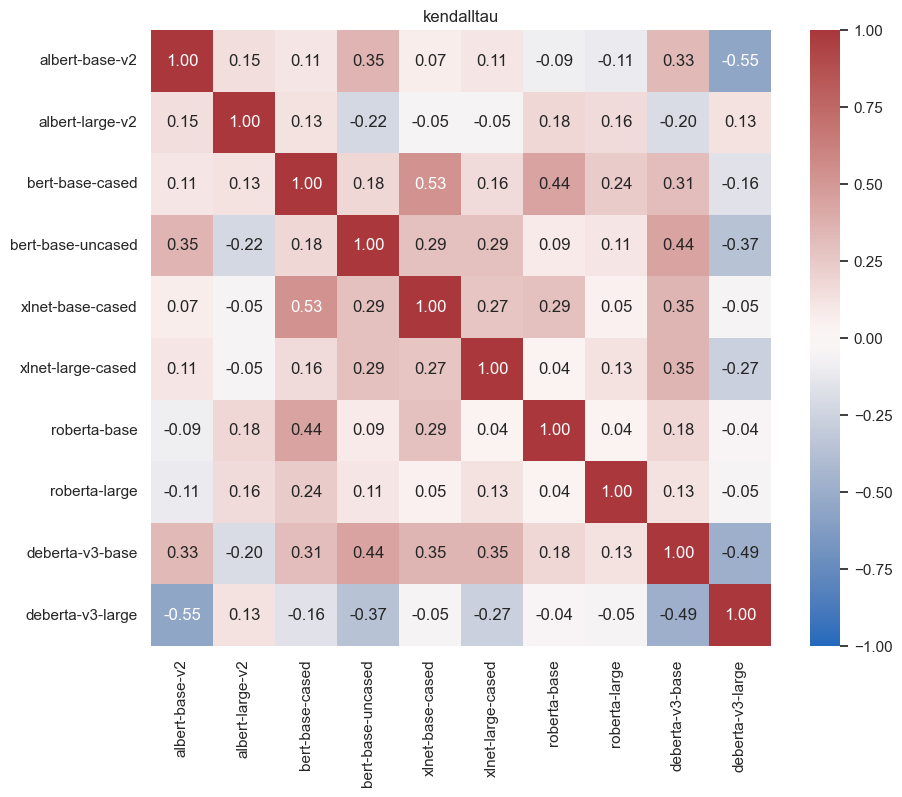 kendalltau
albert-base-v2 1.00 0.15 0.11 0.35 0.07 0.11 -0.09 -0.11 0.33 -0.55
albert-large-v2 0.15 1.00 0.13 -0.22 -0.05 -0.05 0.18 0.16 -0.20 0.13
bert-base-cased 0.11 0.13 1.00 0.18 0.53 0.16 0.44 0.24 0.31 -0.16
bert-base-uncased 0.35 -0.22 0.18 1.00 0.29 0.29 0.09 0.11 0.44 -0.37
xlnet-base-cased 0.07 -0.05 0.53 0.29 1.00 0.27 0.29 0.05 0.35 -0.05
xlnet-large-cased 0.11 -0.05 0.16 0.29 0.27 1.00 0.04 0.13 0.35 -0.27
roberta-base -0.09 0.18 0.44 0.09 0.29 0.04 1.00 0.04 0.18 -0.04
roberta-large -0.11 0.16 0.24 0.11 0.05 0.13 0.04 1.00 0.13 -0.05
deberta-v3-base 0.33 -0.20 0.31 0.44 0.35 0.35 0.18 0.13 1.00 -0.49
deberta-v3-large -0.55 0.13 -0.16 -0.37 -0.05 -0.27 -0.04 -0.05 -0.49 1.00
albert-base-v2
albert-large-v2
bert-base-cased
bert-base-uncased
xlnet-base-cased
xlnet-large-cased
roberta-base
roberta-large
deberta-v3-base
deberta-v3-large
1.00
0.75
0.50
0.25
0.00
−0.25
−0.50
−0.75
−1.00